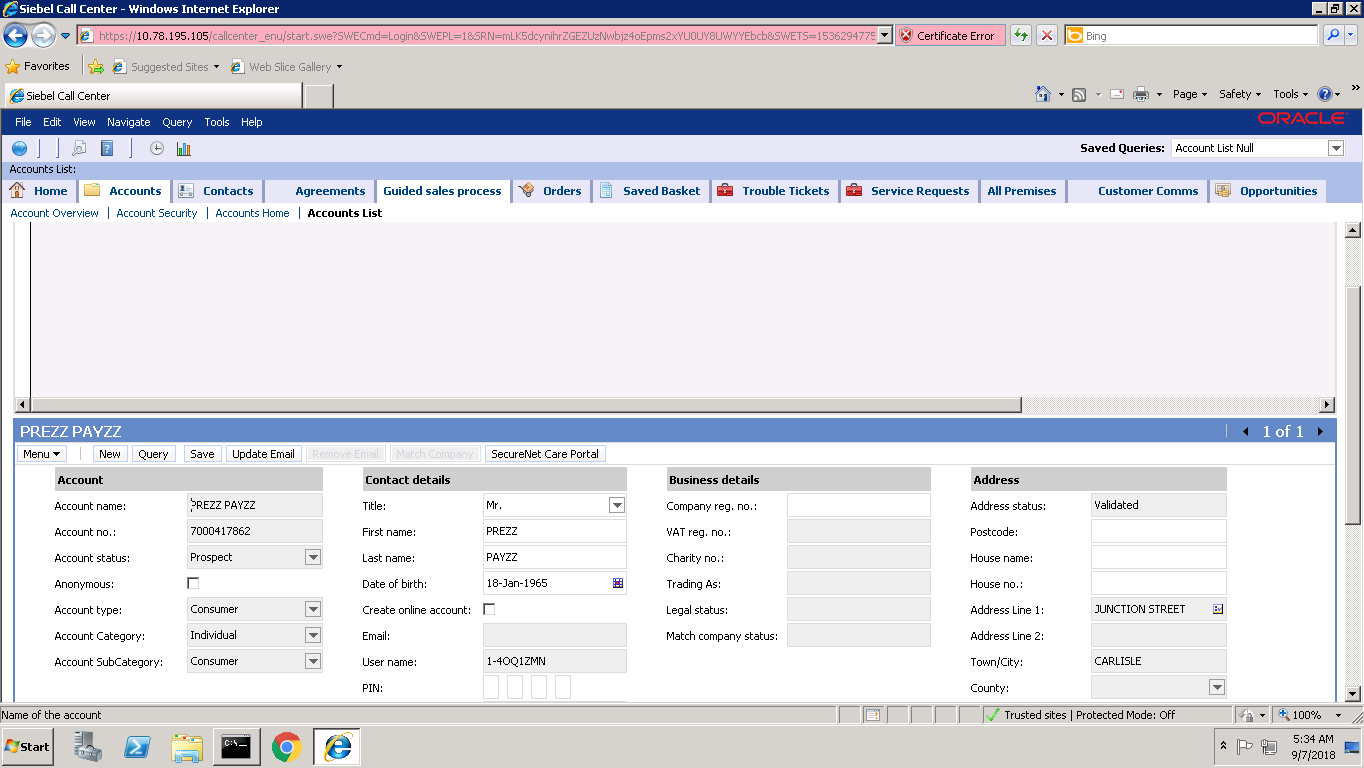 Siebel Call Center - Windows Internet Explorer
https://10.78.195.105/callcenter_enu/start.swe?SWECmd=Login&SWEPL=1&SRN=mLK5dcynihrZGEZUzNwbjz4oEpms2xYU0UY8UWYYEbcb&SWETS=1536294775 Certificate Error Bing
Favorites Suggested Sites Web Slice Gallery
Siebel Call Center Page Safety Tools
File Edit View Navigate Query Tools Help ORACLE
Saved Queries: Account List Null
Accounts List:
Home Accounts Contacts Agreements Guided sales process Orders Saved Basket Trouble Tickets Service Requests All Premises Customer Comms Opportunities
Account Overview Account Security Accounts Home Accounts List
PREZZ PAYZZ 1 of 1
Menu New Query Save Update Email Remove Email Match Company SecureNet Care Portal
Account Contact details Business details Address
Account name: PREZZ PAYZZ Title: Mr. Company reg. no.: Address status: Validated
Account no.: 7000417862 First name: PREZZ VAT reg. no.: Postcode:
Account status: Prospect Last name: PAYZZ Charity no.: House name:
Anonymous: Date of birth: 18-Jan-1965 Trading As: House no.:
Account type: Consumer Create online account: Legal status: Address Line 1: JUNCTION STREET
Account Category: Individual Email: Match company status: Address Line 2:
Account SubCategory: Consumer User name: 1-4OQ1ZMN Town/City: CARLISLE
PIN: County:
Name of the account Trusted sites | Protected Mode: Off 100%
Start 5:34 AM
9/7/2018